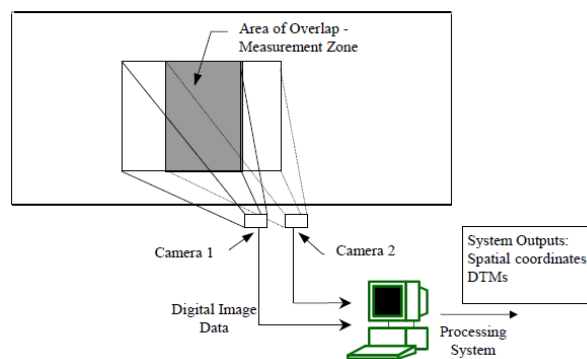 Area of Overlap -
Measurement Zone
Camera 1
Camera 2
Digital Image
Data
Processing
System
System Outputs:
Spatial coordinates
DTMs